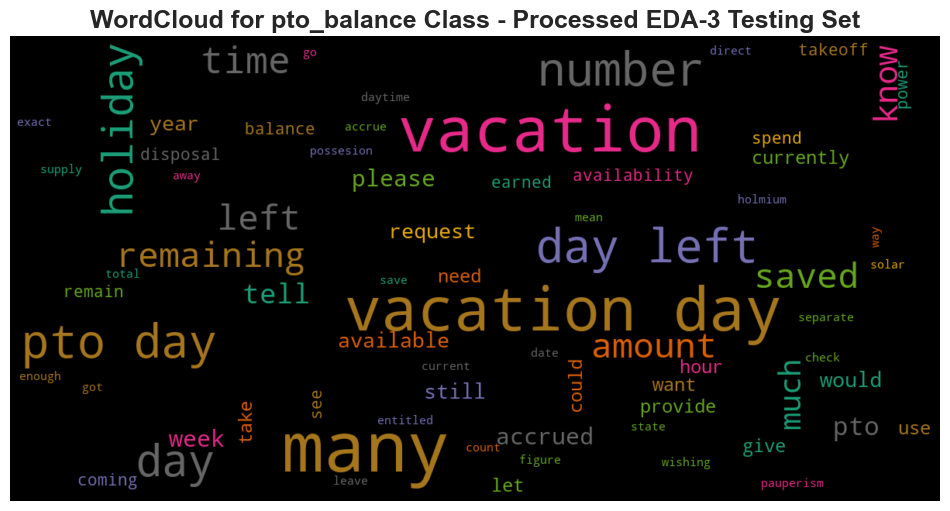 WordCloud for pto_balance Class - Processed EDA-3 Testing Set
holiday
time
go
number
direct
takeoff
know
power
daytime
exact
year
balance
accrue
vacation
spend
disposal
possesion
currently
supply
away
please
earned
availability
left
holmium
mean
way
request
day left
remaining
solar
total
save
need
saved
remain
tell
vacation day
separate
pto day
available
amount
date
check
current
hour
enough
got
still
could
want
much
would
see
take
entitled
provide
state
week
many
count
accrued
pto
use
day
figure
give
wishing
coming
leave
let
pauperism